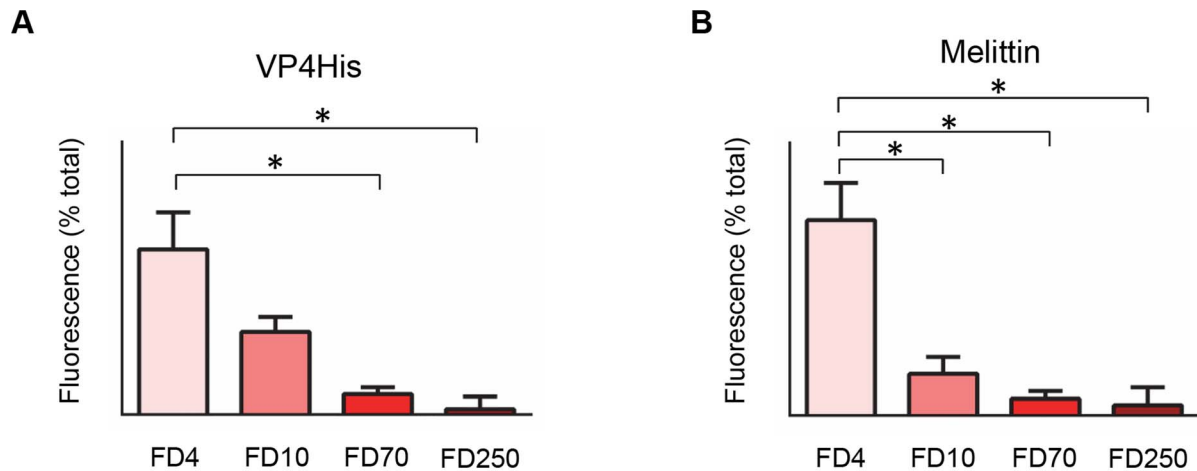 A
VP4His
*
*
Fluorescence (% total)
FD4 FD10 FD70 FD250
B
Melittin
*
*
*
Fluorescence (% total)
FD4 FD10 FD70 FD250